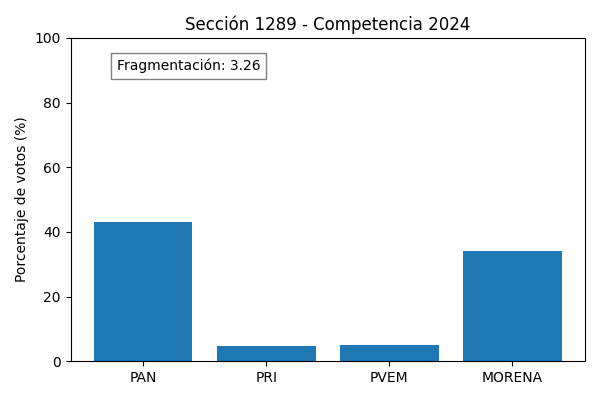 Sección 1289 - Competencia 2024
Fragmentación: 3.26
Porcentaje de votos (%)
100
80
60
40
20
0
PAN PRI PVEM MORENA